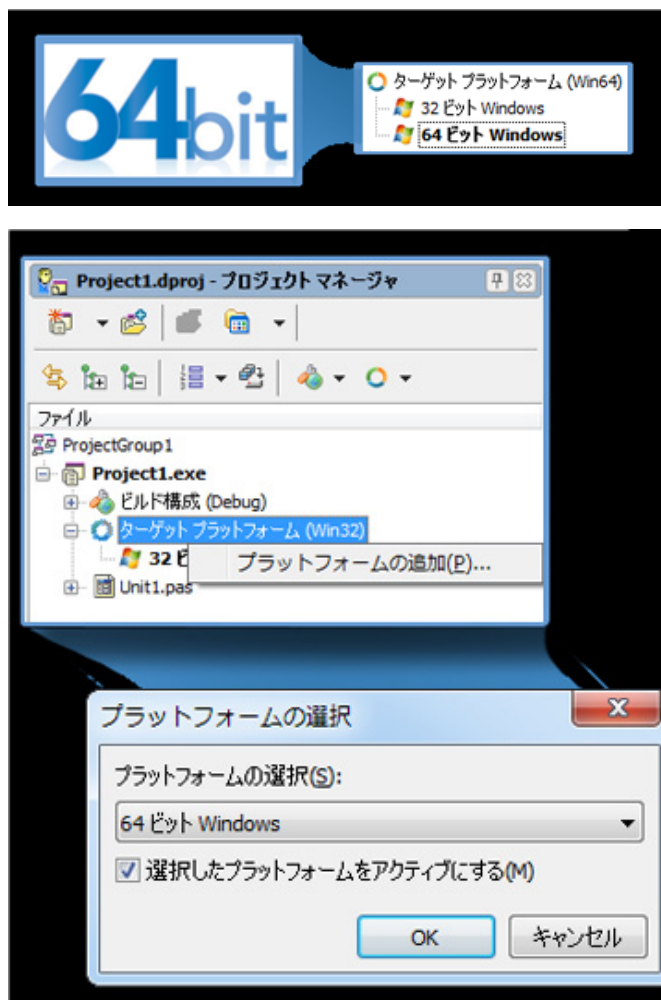 64bit
ターゲット プラットフォーム (Win64)
32 ビット Windows
64 ビット Windows
Project1.dproj - プロジェクト マネージャ
ファイル
ProjectGroup1
Project1.exe
ビルド構成 (Debug)
ターゲット プラットフォーム (Win32)
32 ビ
プラットフォームの追加(P)...
Unit1.pas
プラットフォームの選択
プラットフォームの選択(S):
64 ビット Windows
選択したプラットフォームをアクティブにする(M)
OK
キャンセル